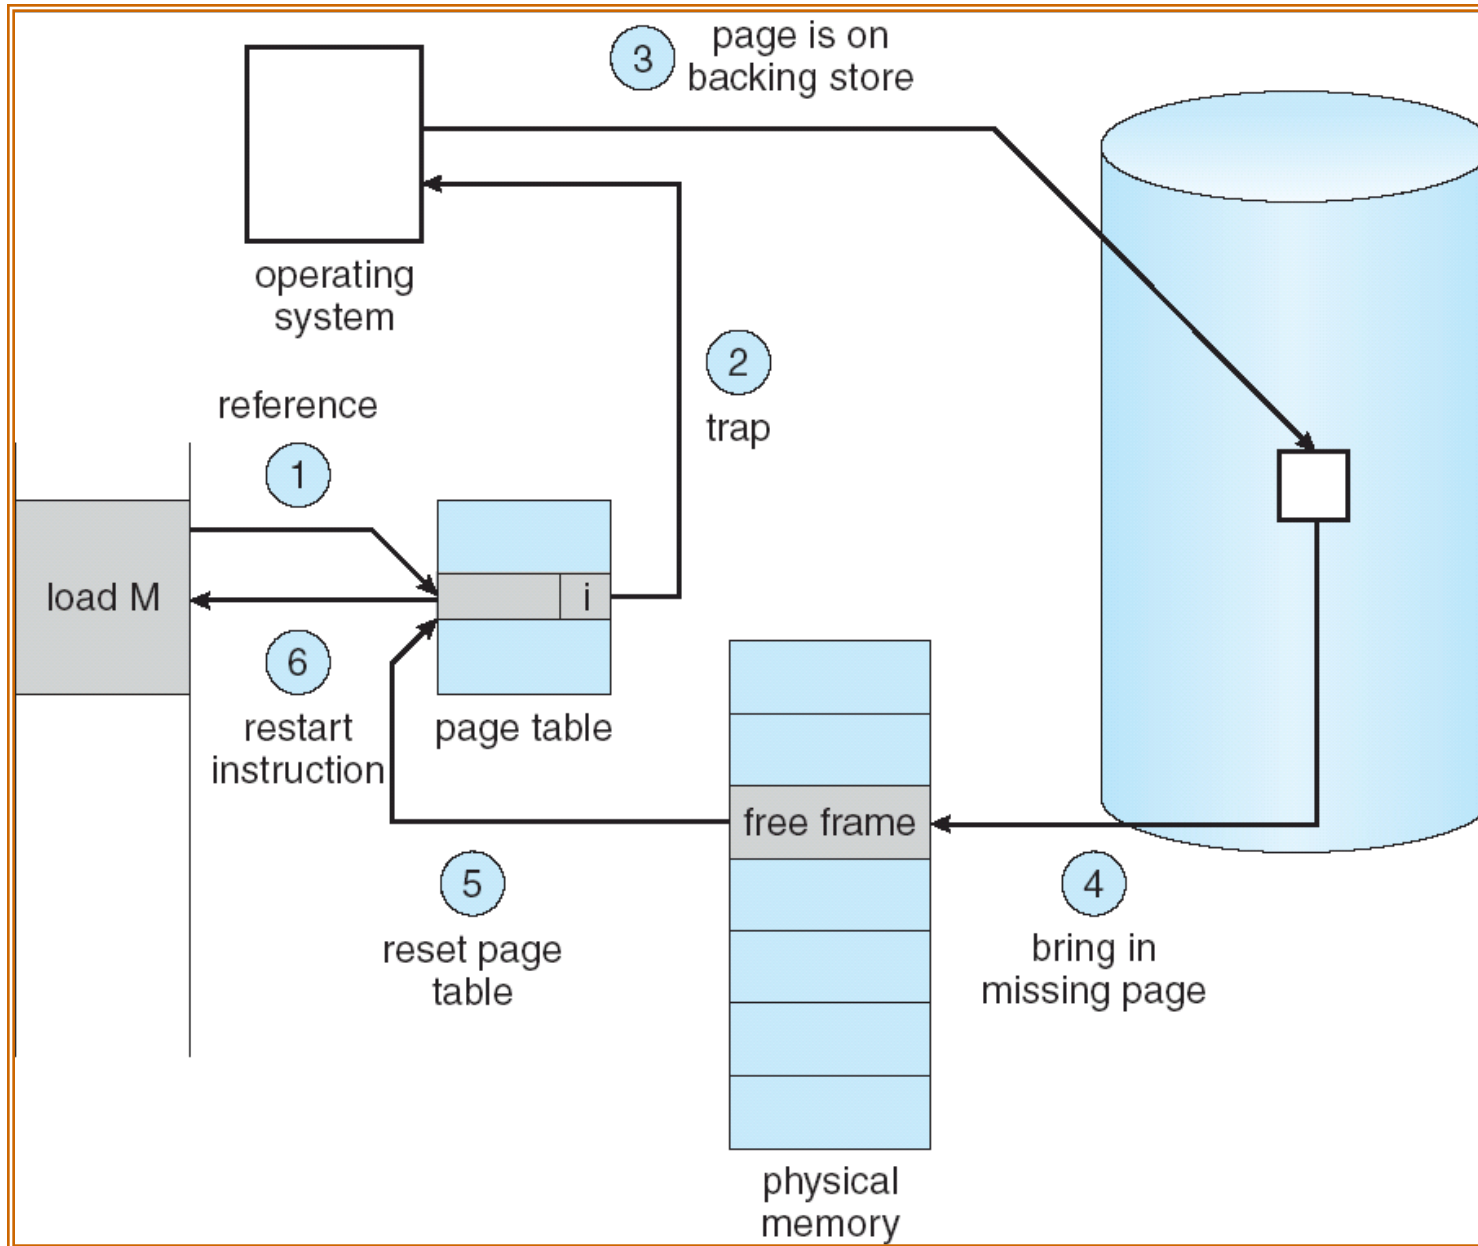 3
page is on
backing store
operating
system
2
trap
reference
1
load M
i
6
restart
instruction
page table
free frame
5
reset page
table
4
bring in
missing page
physical
memory